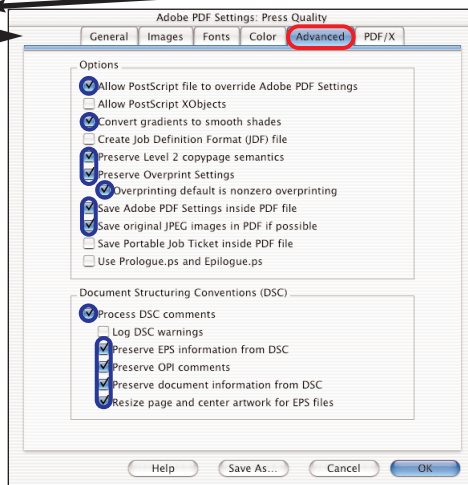 Adobe PDF Settings: Press Quality
General Images Fonts Color Advanced PDF/X
Options
Allow PostScript file to override Adobe PDF Settings
Allow PostScript XObjects
Convert gradients to smooth shades
Create Job Definition Format (JDF) file
Preserve Level 2 copypage semantics
Preserve Overprint Settings
Overprinting default is nonzero overprinting
Save Adobe PDF Settings inside PDF file
Save original JPEG images in PDF if possible
Save Portable Job Ticket inside PDF file
Use Prologue.ps and Epilogue.ps
Document Structuring Conventions (DSC)
Process DSC comments
Log DSC warnings
Preserve EPS information from DSC
Preserve OPI comments
Preserve document information from DSC
Resize page and center artwork for EPS files
Help Save As... Cancel OK